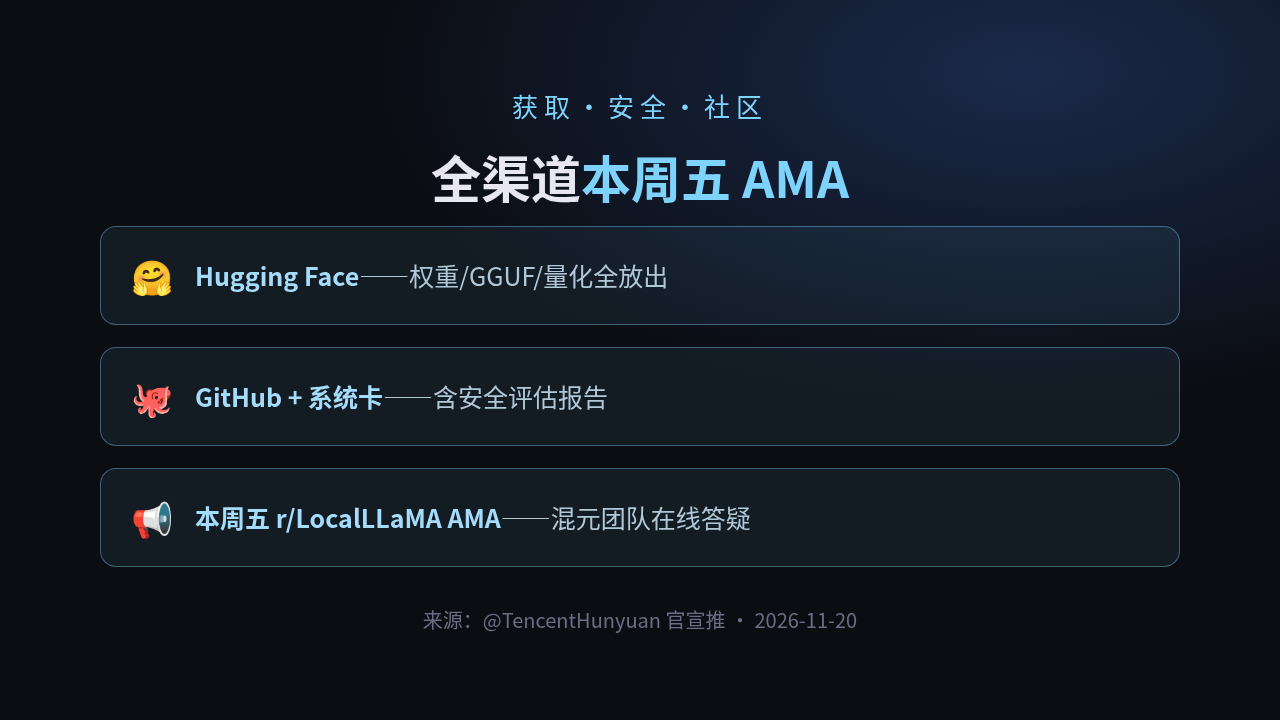 获取・安全・社区
全渠道本周五 AMA
🤗 Hugging Face——权重/GGUF/量化全放出
🐙 GitHub + 系统卡——含安全评估报告
📢 本周五 r/LocalLLaMA AMA——混元团队在线答疑
来源：@TencentHunyuan 官宣推 · 2026-11-20